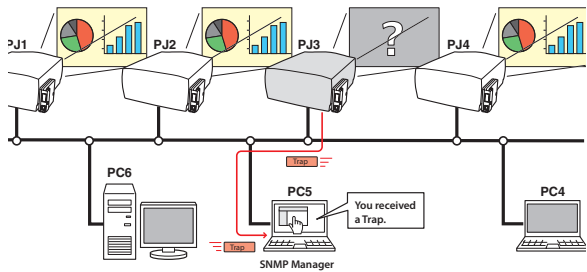 PJ1
PJ2
PJ3
PJ4
?
Trap
PC6
PC5
PC4
You received
a Trap.
Trap
SNMP Manager